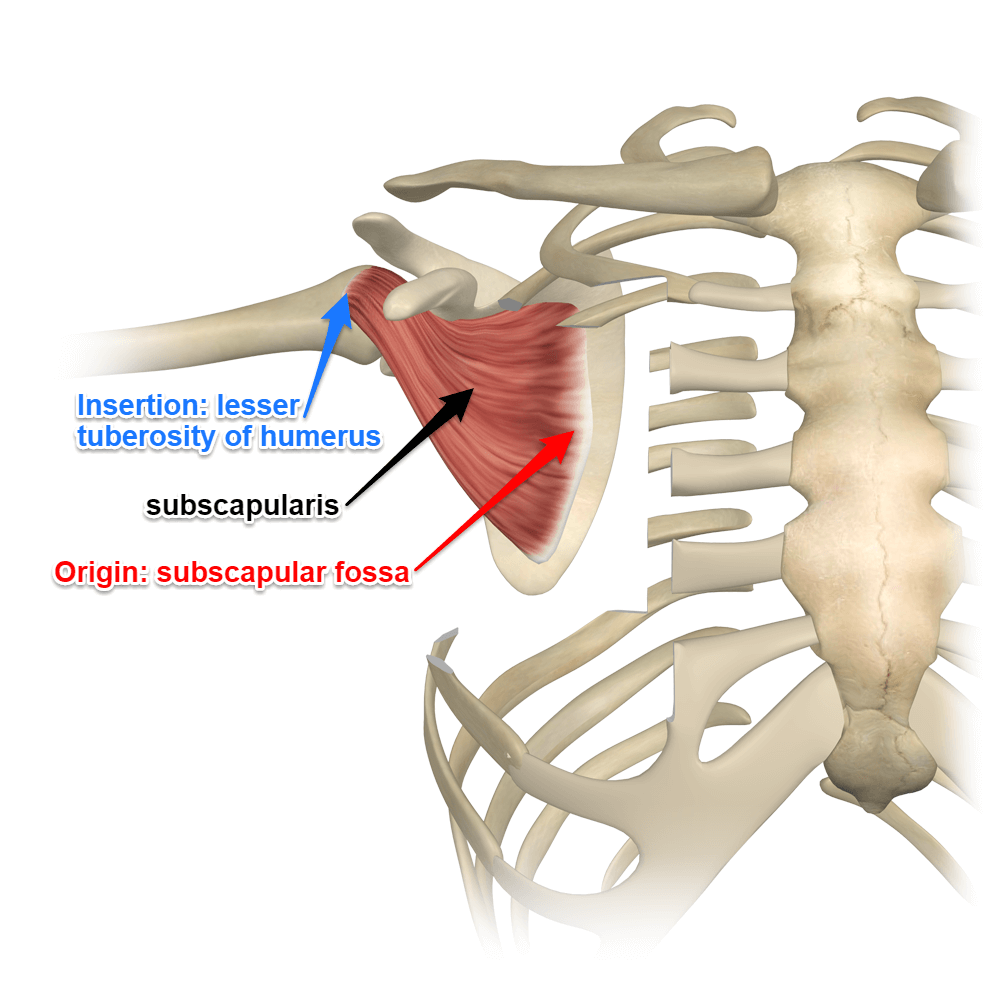 Insertion: lesser
tuberosity of humerus
subscapularis
Origin: subscapular fossa